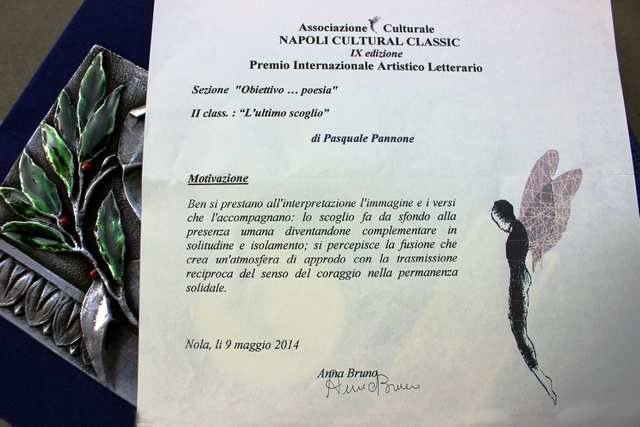 Associazione Culturale
NAPOLI CULTURAL CLASSIC
IX edizione
Premio Internazionale Artistico Letterario
Sezione "Obiettivo ... poesia"
II class. : "L'ultimo scoglio"
di Pasquale Pannone
Motivazione
Ben si prestano all'interpretazione l'immagine e i versi
che l'accompagnano: lo scoglio fa da sfondo alla
presenza umana diventandone complementare in
solitudine e isolamento; si percepisce la fusione che
crea un'atmosfera di approdo con la trasmissione
reciproca del senso del coraggio nella permanenza
solidale.
Nola, li 9 maggio 2014
Anna Bruno
Anna Bruno